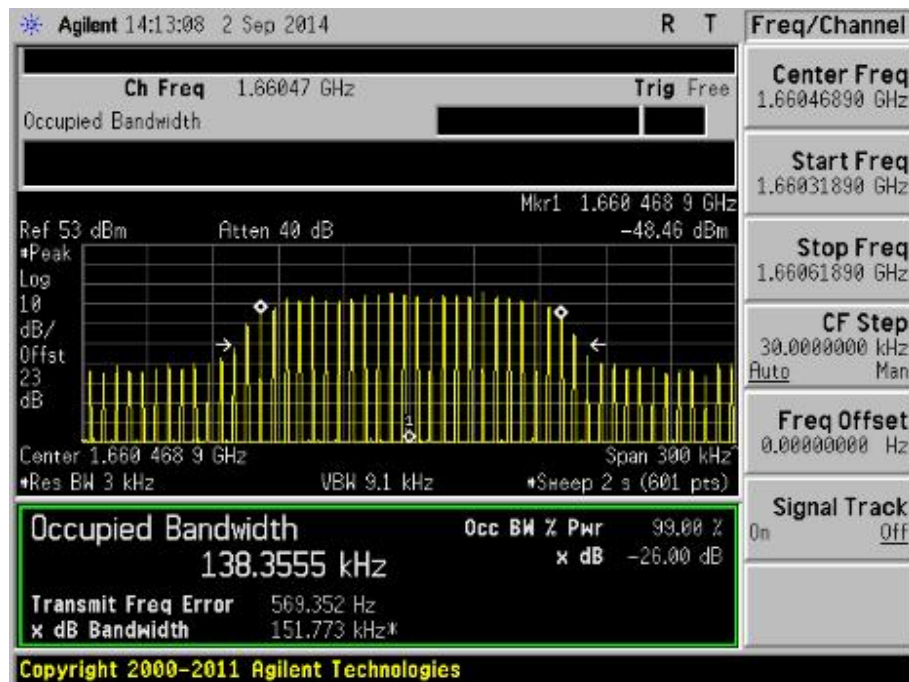 Agilent 14:13:08 2 Sep 2014 R T
Freq/Channel
Ch Freq 1.66047 GHz Trig Free
Occupied Bandwidth
Center Freq
1.66046890 GHz
Start Freq
1.66031890 GHz
Stop Freq
1.66061890 GHz
CF Step
30.0000000 kHz
Auto Man
Freq Offset
0.00000000 Hz
Signal Track
On Off
Mkr1 1.660 468 9 GHz
Ref 53 dBm Atten 40 dB -48.46 dBm
#Peak
Log
10
dB/
Offst
23
dB
1
Center 1.660 468 9 GHz Span 300 kHz^
#Res BW 3 kHz VBW 9.1 kHz #Sweep 2 s (601 pts)
Occupied Bandwidth Occ BW % Pwr 99.00 %
138.3555 kHz x dB -26.00 dB
Transmit Freq Error 569.352 Hz
x dB Bandwidth 151.773 kHz*
Copyright 2000-2011 Agilent Technologies